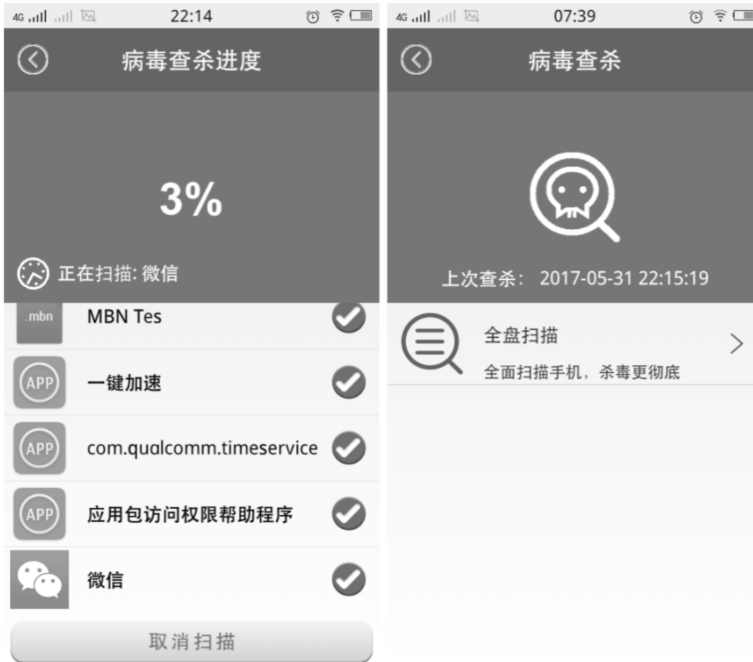 4G 22:14
病毒查杀进度
3%
正在扫描: 微信
.mbn MBN Tes
APP 一键加速
APP com.qualcomm.timeservice
APP 应用包访问权限帮助程序
微信
取消扫描
4G 07:39
病毒查杀
上次查杀： 2017-05-31 22:15:19
全盘扫描
全面扫描手机，杀毒更彻底